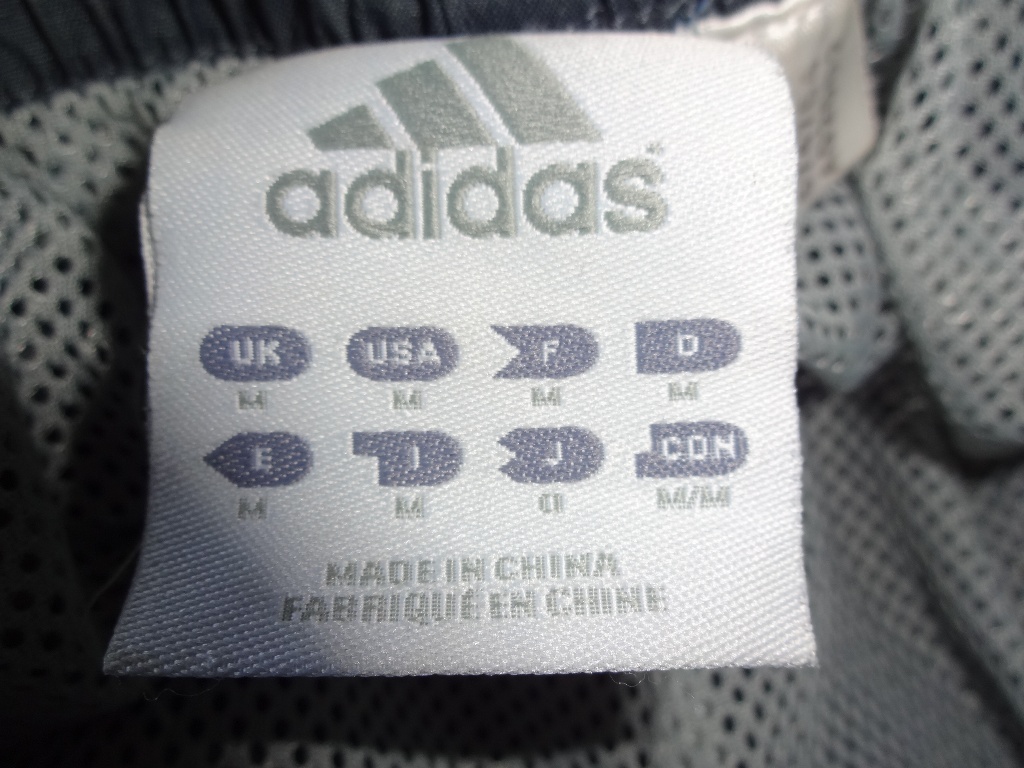 adidas
UK USA F D
M M M M
E I J CDN
M M O M/M
MADE IN CHINA
FABRIQUÉ EN CHINE